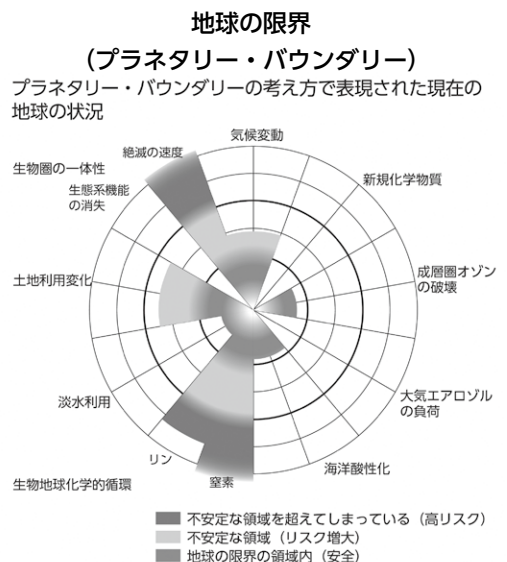 地球の限界
（プラネタリー・バウンダリー）
プラネタリー・バウンダリーの考え方で表現された現在の
地球の状況
気候変動
絶滅の速度
生物圏の一体性
生態系機能
の消失
新規化学物質
土地利用変化
成層圏オゾン
の破壊
淡水利用
大気エアロゾル
の負荷
リン
海洋酸性化
窒素
生物地球化学的循環
不安定な領域を超えてしまっている（高リスク）
不安定な領域（リスク増大）
地球の限界の領域内（安全）